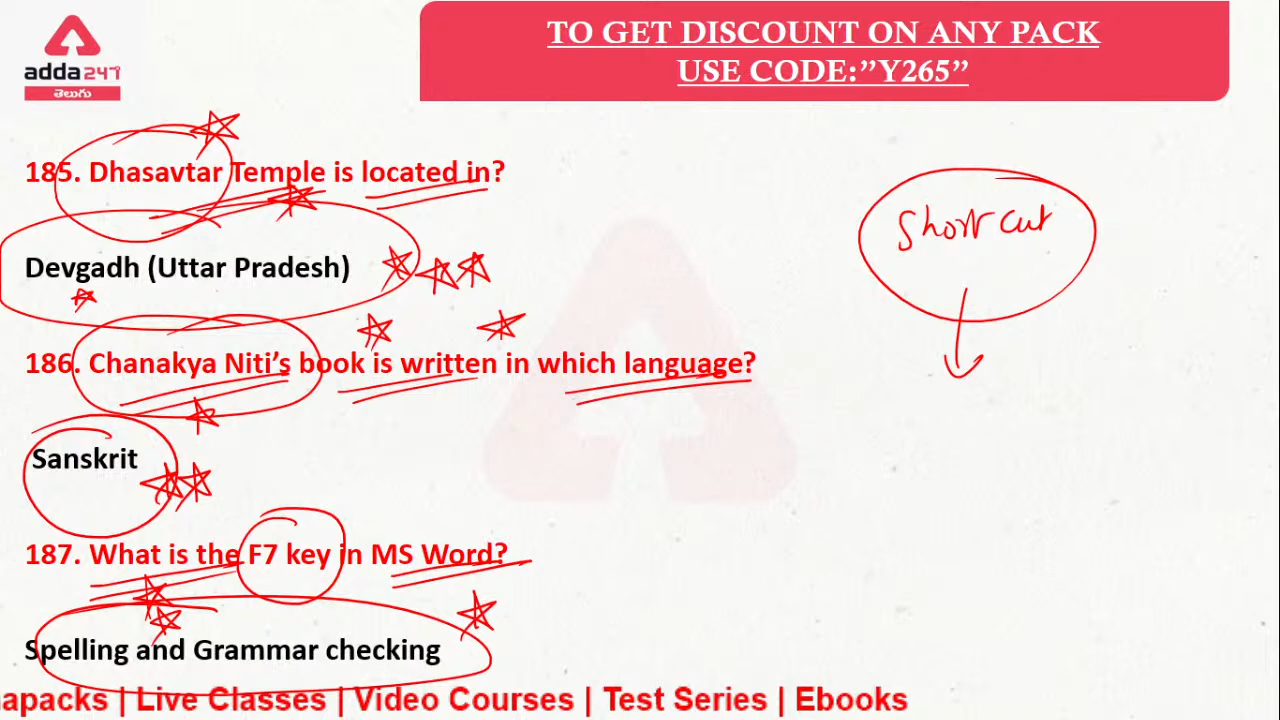 adda247
తెలుగు
TO GET DISCOUNT ON ANY PACK
USE CODE:”Y265”
185. Dhasavtar Temple is located in?
Devgadh (Uttar Pradesh)
186. Chanakya Niti’s book is written in which language?
Sanskrit
187. What is the F7 key in MS Word?
Spelling and Grammar checking
Short cut
apacks | Live Classes | Video Courses | Test Series | Ebooks